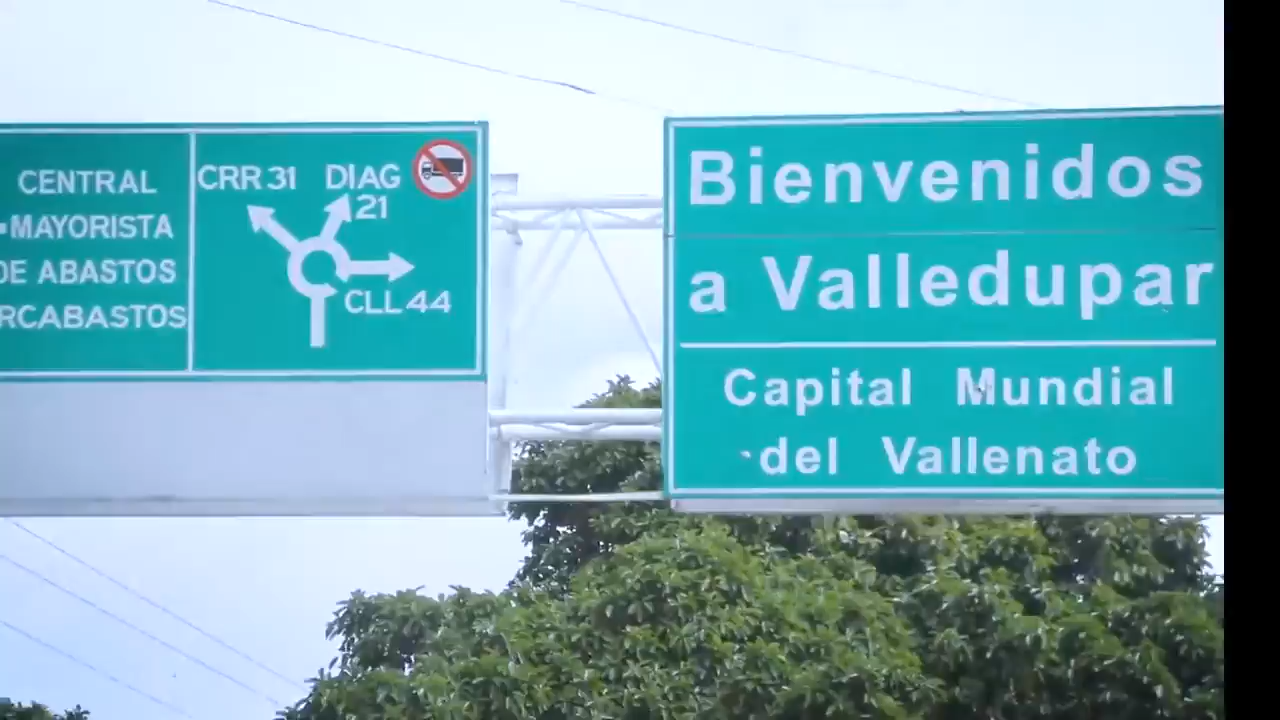 CENTRAL
MAYORISTA
DE ABASTOS
RCABASTOS
CRR 31 DIAG
21
CLL 44
Bienvenidos
a Valledupar
Capital Mundial
del Vallenato